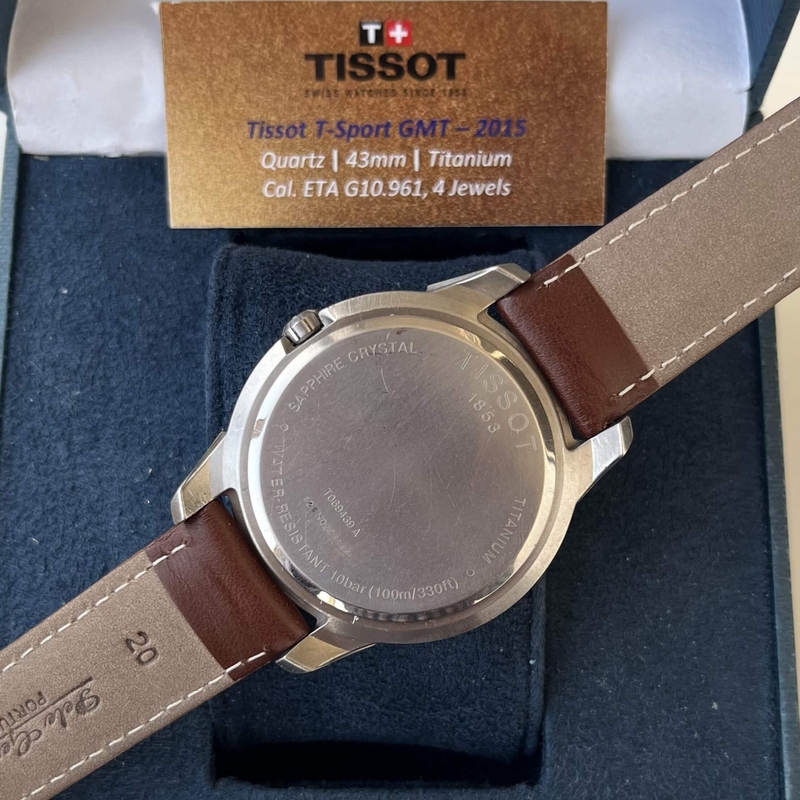 T+
TISSOT
SWISS WATCHES SINCE 1853
Tissot T-Sport GMT – 2015
Quartz | 43mm | Titanium
Cal. ETA G10.961, 4 Jewels
TISSOT
1853
SAPPHIRE CRYSTAL
WATER-RESISTANT 10bar (100m/330ft)
TITANIUM
T069439 A
20